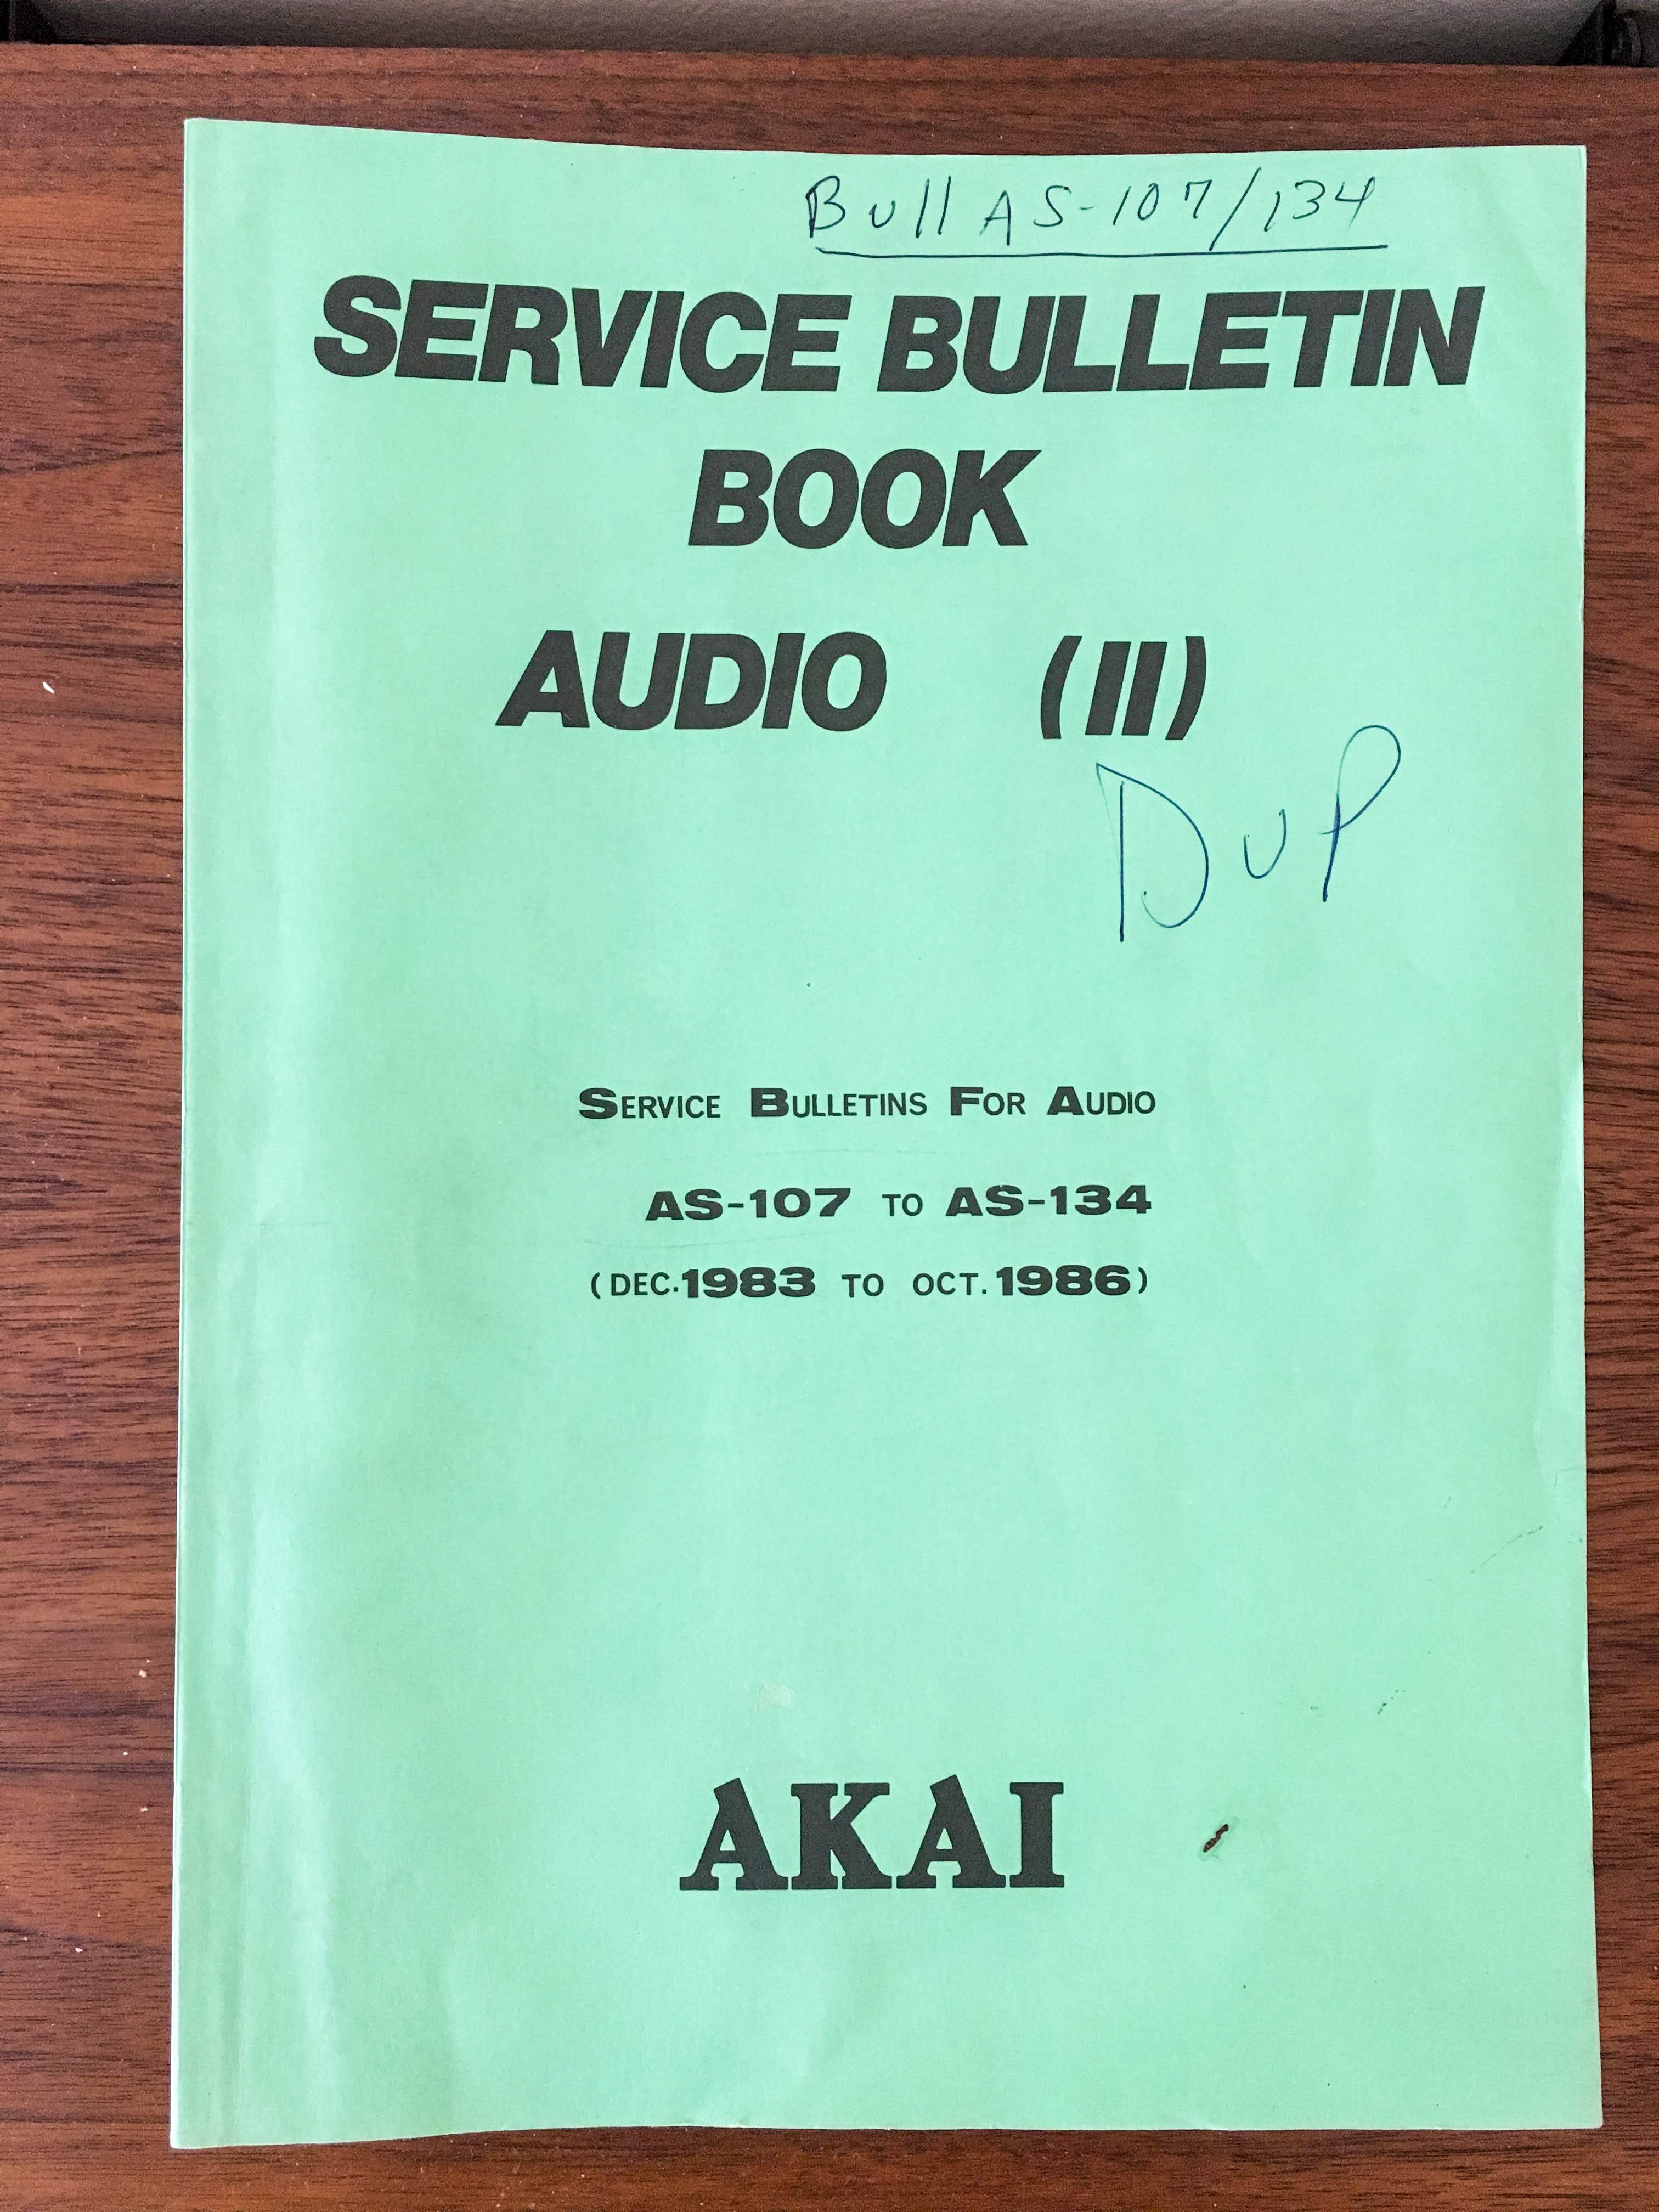 Bull AS-107/134
SERVICE BULLETIN
BOOK
AUDIO (II)
DUP
SERVICE BULLETINS FOR AUDIO
AS-107 TO AS-134
(DEC.1983 TO OCT.1986)
AKAI